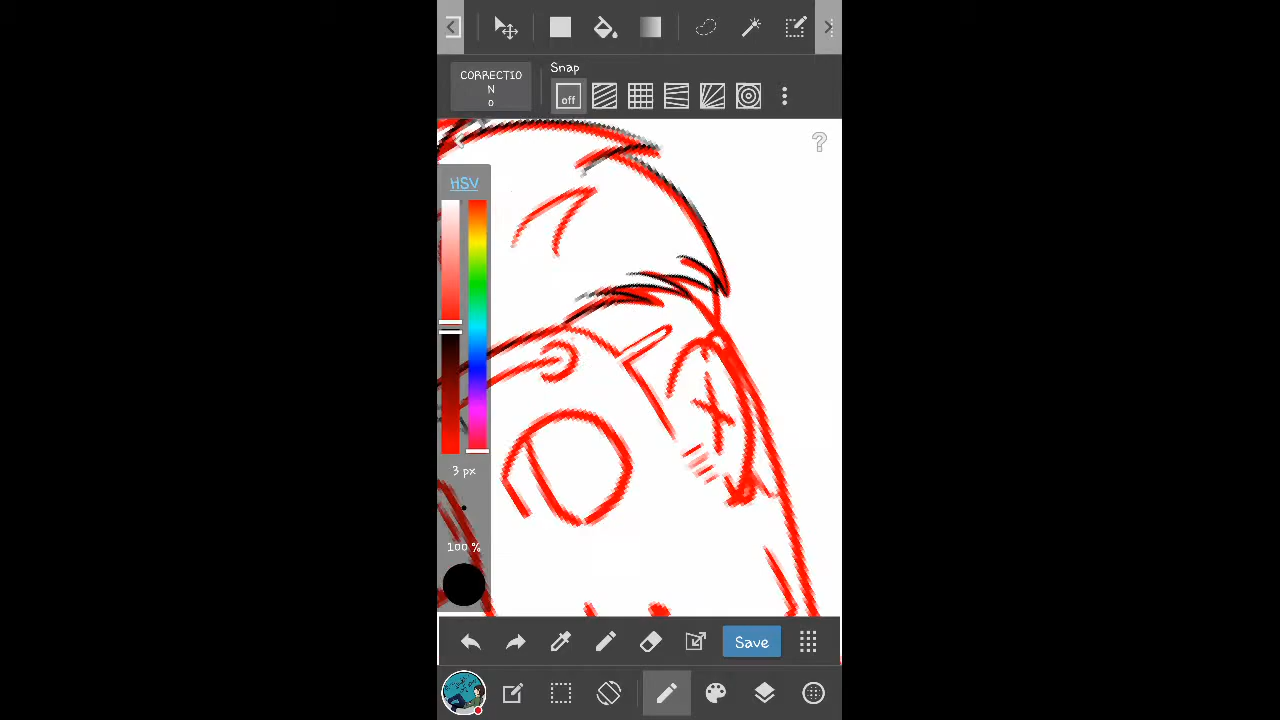 Snap
CORRECTIO
N
0
off
HSV
3 px
100 %
Save